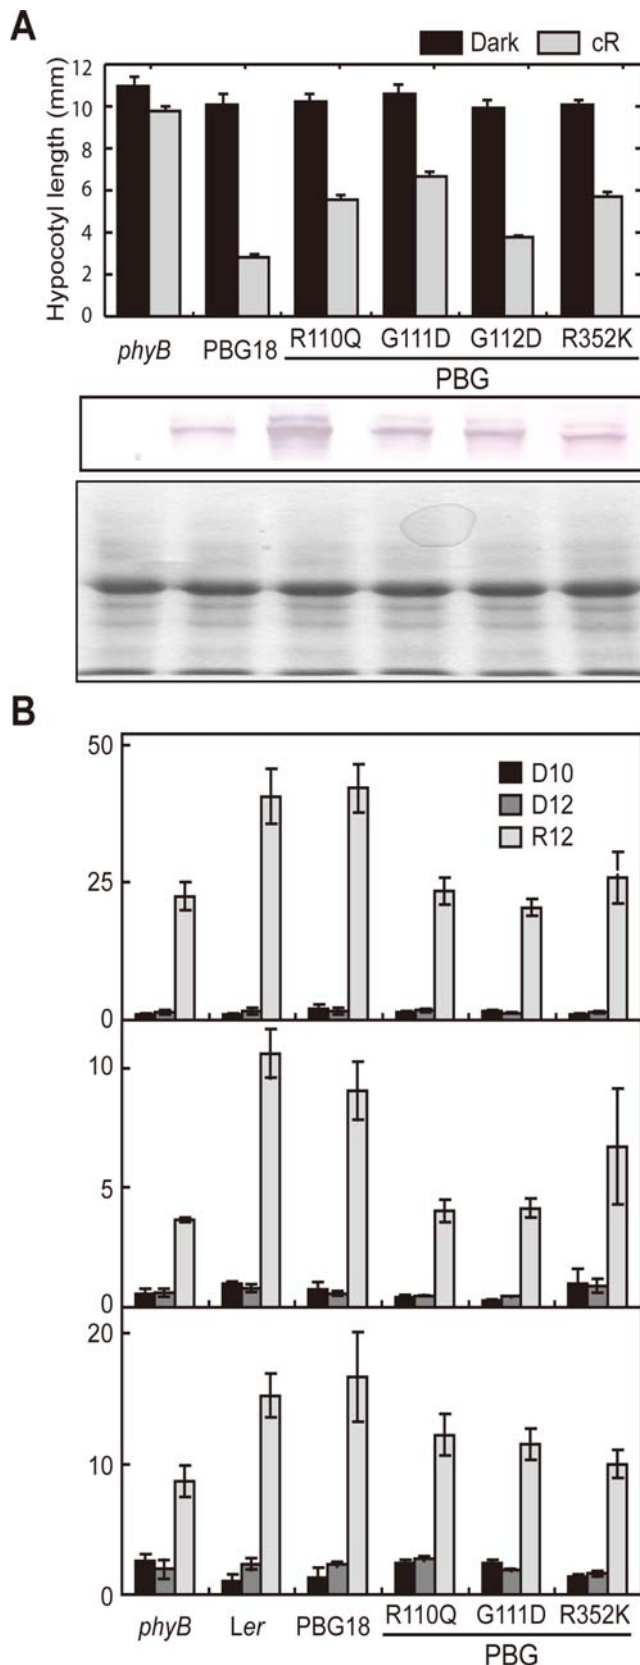 A
Dark cR
Hypocotyl length (mm)
12
10
8
6
4
2
0
phyB PBG18 R110Q G111D G112D R352K
PBG
B
50
25
0
D10
D12
R12
10
5
0
20
10
0
phyB Ler PBG18 R110Q G111D R352K
PBG